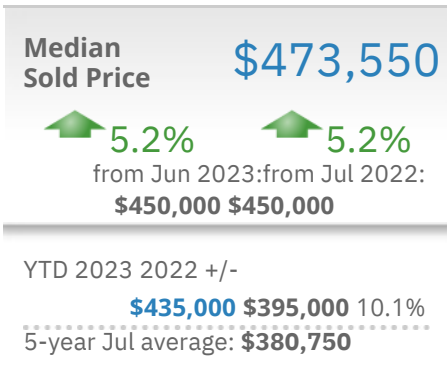 Median
Sold Price
$473,550
5.2% 5.2%
from Jun 2023:from Jul 2022:
$450,000 $450,000
YTD 2023 2022 +/-
$435,000 $395,000 10.1%
5-year Jul average: $380,750